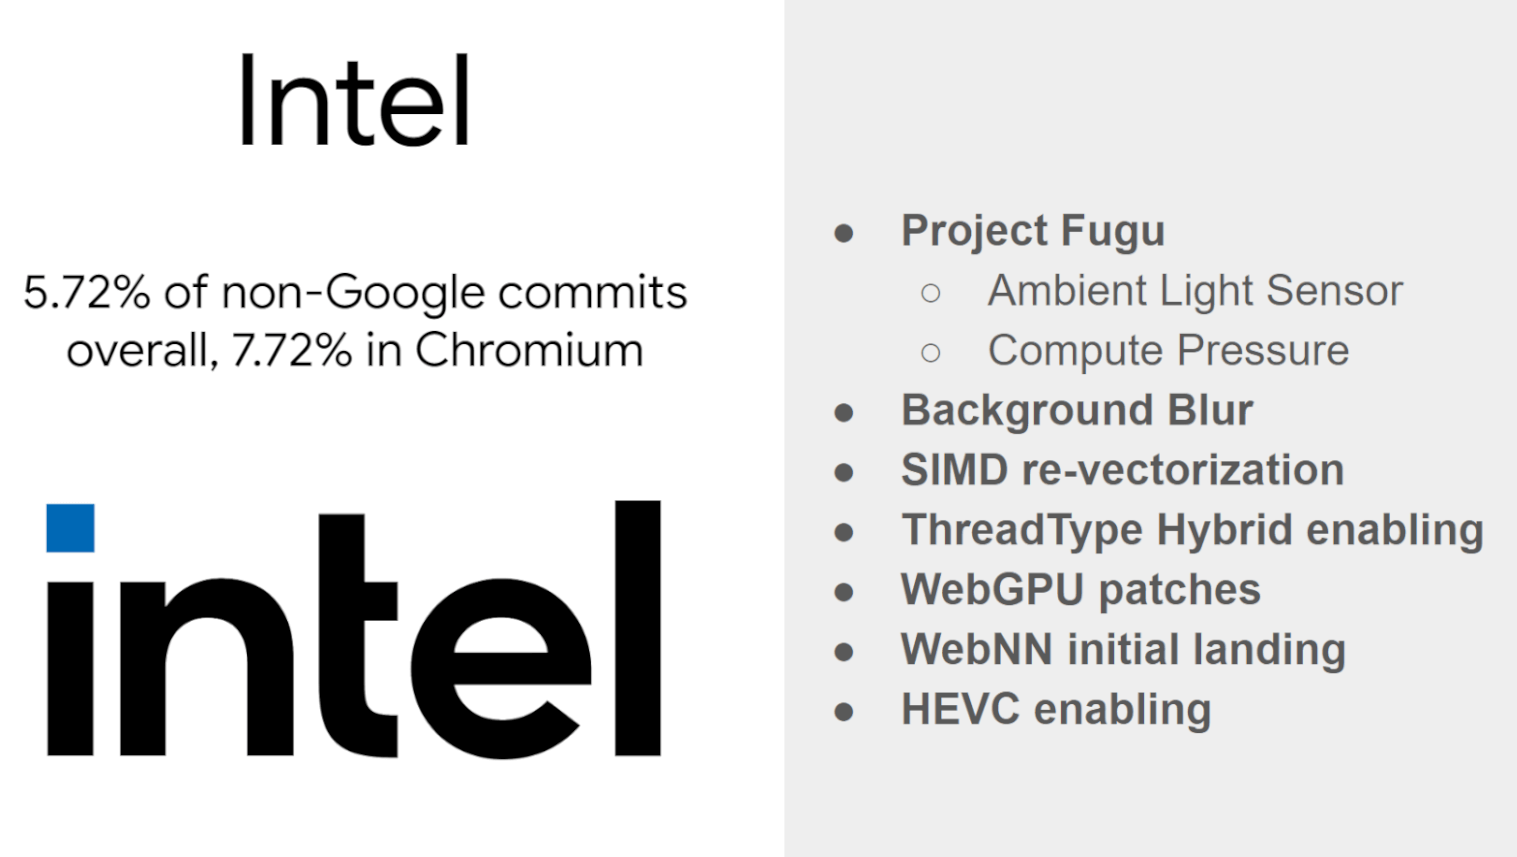 Intel
5.72% of non-Google commits
overall, 7.72% in Chromium
intel
● Project Fugu
○ Ambient Light Sensor
○ Compute Pressure
● Background Blur
● SIMD re-vectorization
● ThreadType Hybrid enabling
● WebGPU patches
● WebNN initial landing
● HEVC enabling